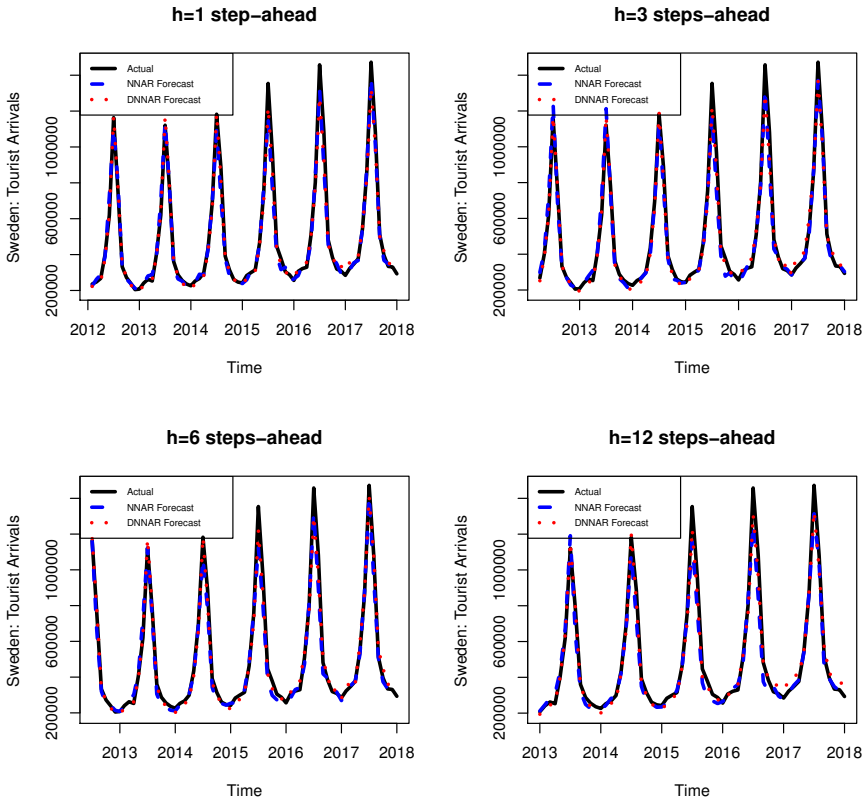 h=1 step−ahead
Sweden: Tourist Arrivals
200000 600000 1000000
Actual
NNAR Forecast
DNNAR Forecast
2012 2013 2014 2015 2016 2017 2018
Time
h=3 steps−ahead
Sweden: Tourist Arrivals
200000 600000 1000000
Actual
NNAR Forecast
DNNAR Forecast
2013 2014 2015 2016 2017 2018
Time
h=6 steps−ahead
Sweden: Tourist Arrivals
200000 600000 1000000
Actual
NNAR Forecast
DNNAR Forecast
2013 2014 2015 2016 2017 2018
Time
h=12 steps−ahead
Sweden: Tourist Arrivals
200000 600000 1000000
Actual
NNAR Forecast
DNNAR Forecast
2013 2014 2015 2016 2017 2018
Time